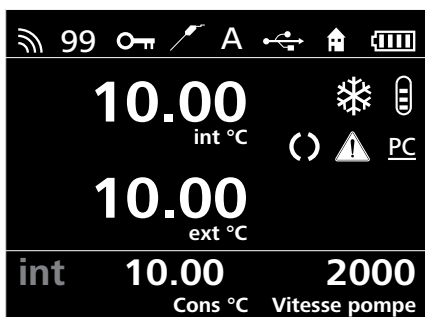 99 A
10.00
int °C
PC
10.00
ext °C
int 10.00 2000
Cons °C Vitesse pompe